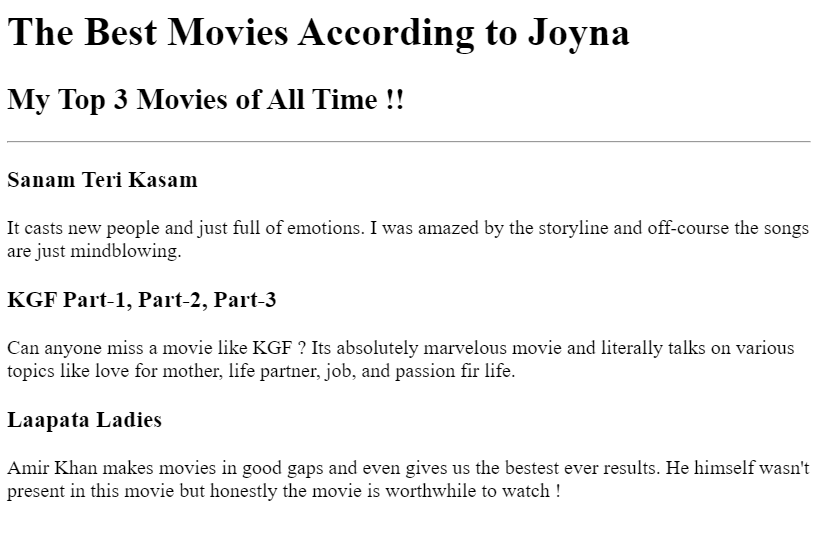 The Best Movies According to Joyna
My Top 3 Movies of All Time !!
Sanam Teri Kasam
It casts new people and just full of emotions. I was amazed by the storyline and off-course the songs
are just mindblowing.
KGF Part-1, Part-2, Part-3
Can anyone miss a movie like KGF ? Its absolutely marvelous movie and literally talks on various
topics like love for mother, life partner, job, and passion fir life.
Laapata Ladies
Amir Khan makes movies in good gaps and even gives us the bestest ever results. He himself wasn't
present in this movie but honestly the movie is worthwhile to watch !